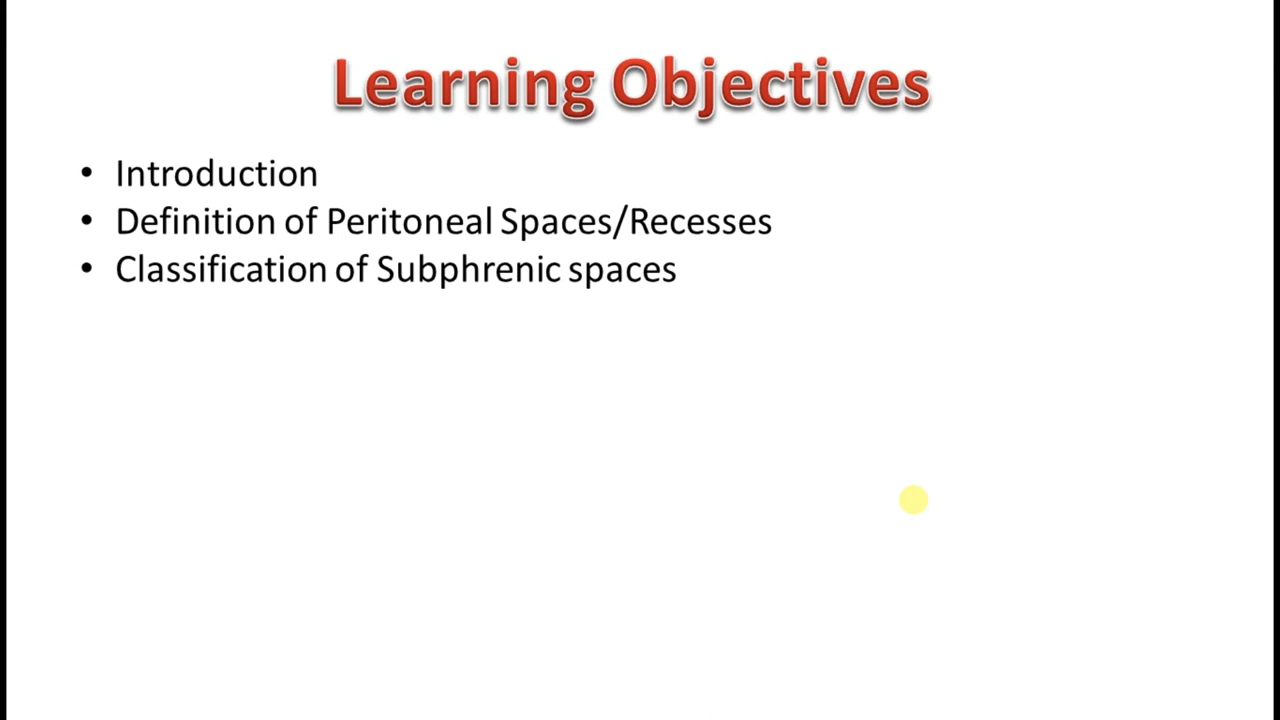 Learning Objectives
• Introduction
• Definition of Peritoneal Spaces/Recesses
• Classification of Subphrenic spaces